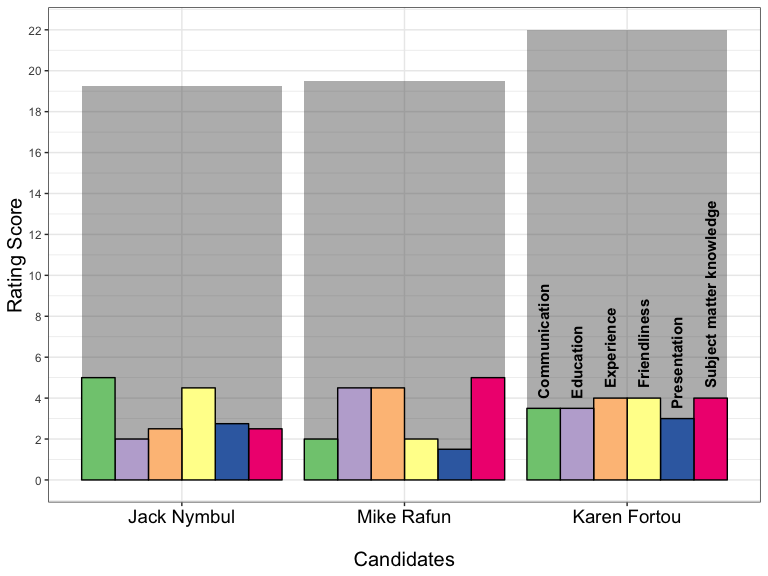 22
20
18
16
14
12
10
8
6
4
2
0
Rating Score
Communication
Education
Experience
Friendliness
Presentation
Subject matter knowledge
Jack Nymbul
Mike Rafun
Karen Fortou
Candidates